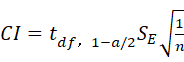 CI = t_{df, 1-a/2} S_E √(1/n)